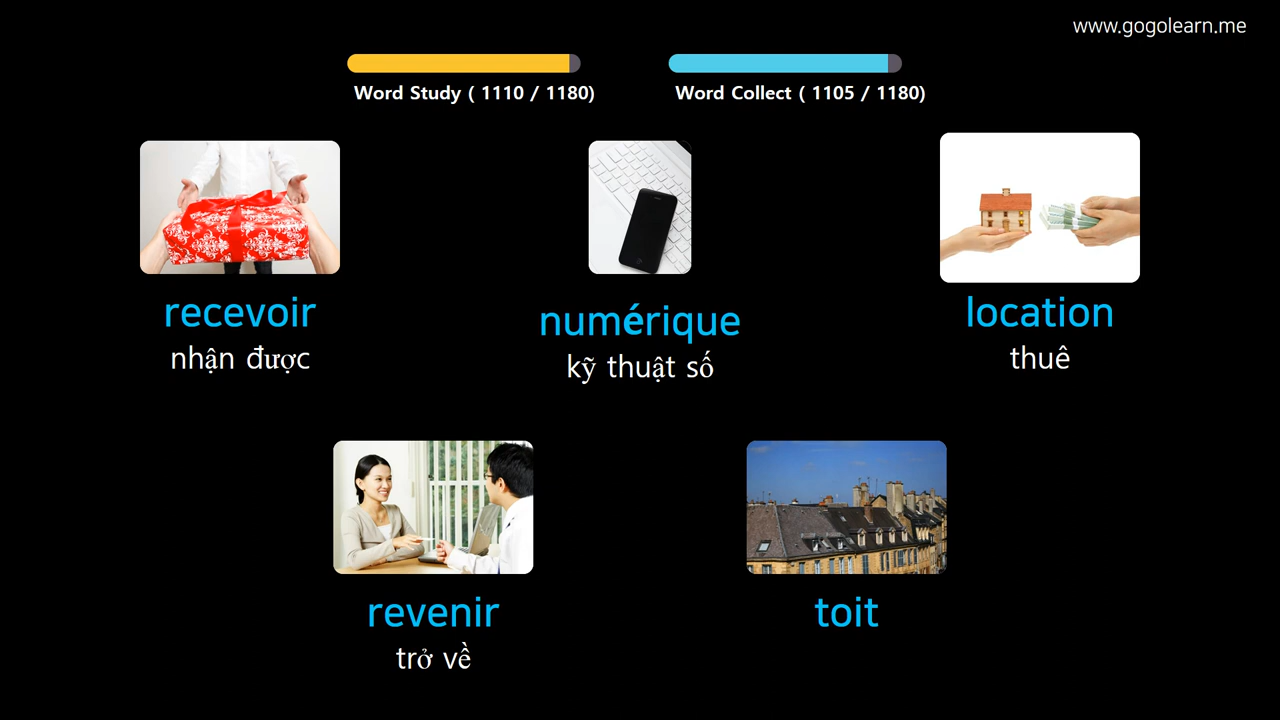 www.gogolearn.me
Word Study ( 1110 / 1180)
Word Collect ( 1105 / 1180)
recevoir
nhận được
numérique
kỹ thuật số
location
thuê
revenir
trở về
toit